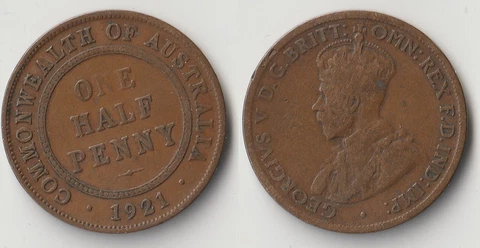 COMMONWEALTH OF AUSTRALIA
ONE
HALF
PENNY
· 1921 ·
GEORGIVS V D.G.BRITT: OMN: REX F.D IND: IMP: